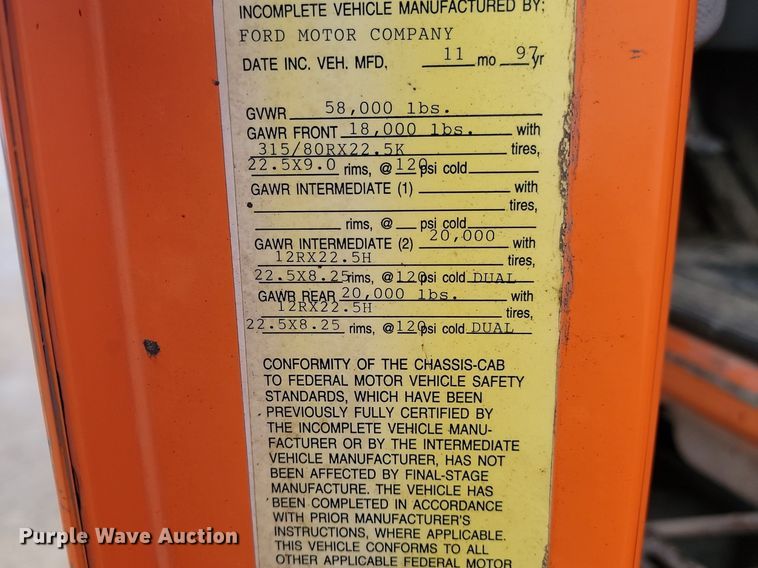 INCOMPLETE VEHICLE MANUFACTURED BY:
FORD MOTOR COMPANY
DATE INC. VEH. MFD. 11 mo 97 yr
GVWR 58,000 lbs.
GAWR FRONT 18,000 lbs. with
315/80RX22.5K tires,
22.5X9.0 rims, @ 120 psi cold
GAWR INTERMEDIATE (1) with
tires,
rims, @ psi cold
GAWR INTERMEDIATE (2) 20,000 with
12RX22.5H tires,
22.5X8.25 rims, @ 120 psi cold DUAL
GAWR REAR 20,000 lbs. with
12RX22.5H tires,
22.5X8.25 rims, @ 120 psi cold DUAL
CONFORMITY OF THE CHASSIS-CAB
TO FEDERAL MOTOR VEHICLE SAFETY
STANDARDS, WHICH HAVE BEEN
PREVIOUSLY FULLY CERTIFIED BY
THE INCOMPLETE VEHICLE MANU-
FACTURER OR BY THE INTERMEDIATE
VEHICLE MANUFACTURER, HAS NOT
BEEN AFFECTED BY FINAL-STAGE
MANUFACTURE. THE VEHICLE HAS
BEEN COMPLETED IN ACCORDANCE
WITH PRIOR MANUFACTURER'S
INSTRUCTIONS, WHERE APPLICABLE.
THIS VEHICLE CONFORMS TO ALL
OTHER APPLICABLE FEDERAL MOTOR
Purple Wave Auction